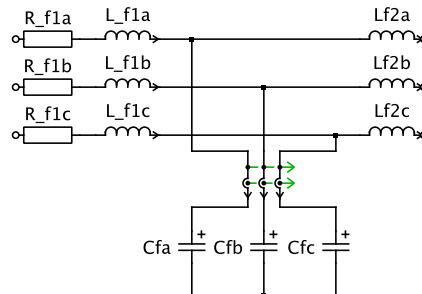 R_f1a L_f1a Lf2a
R_f1b L_f1b Lf2b
R_f1c L_f1c Lf2c
Cfa + Cfb + Cfc +